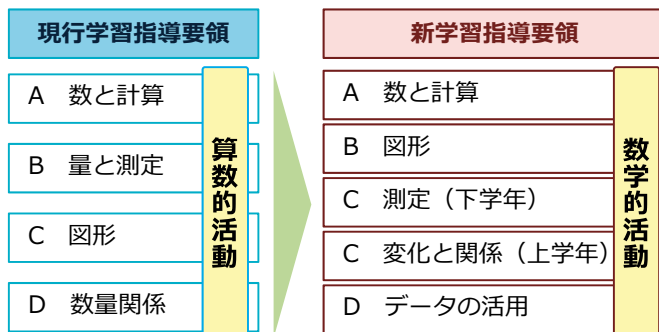 現行学習指導要領
A 数と計算
B 量と測定
C 図形
D 数量関係
算数的活動
新学習指導要領
A 数と計算
B 図形
C 測定（下学年）
C 変化と関係（上学年）
D データの活用
数学的活動